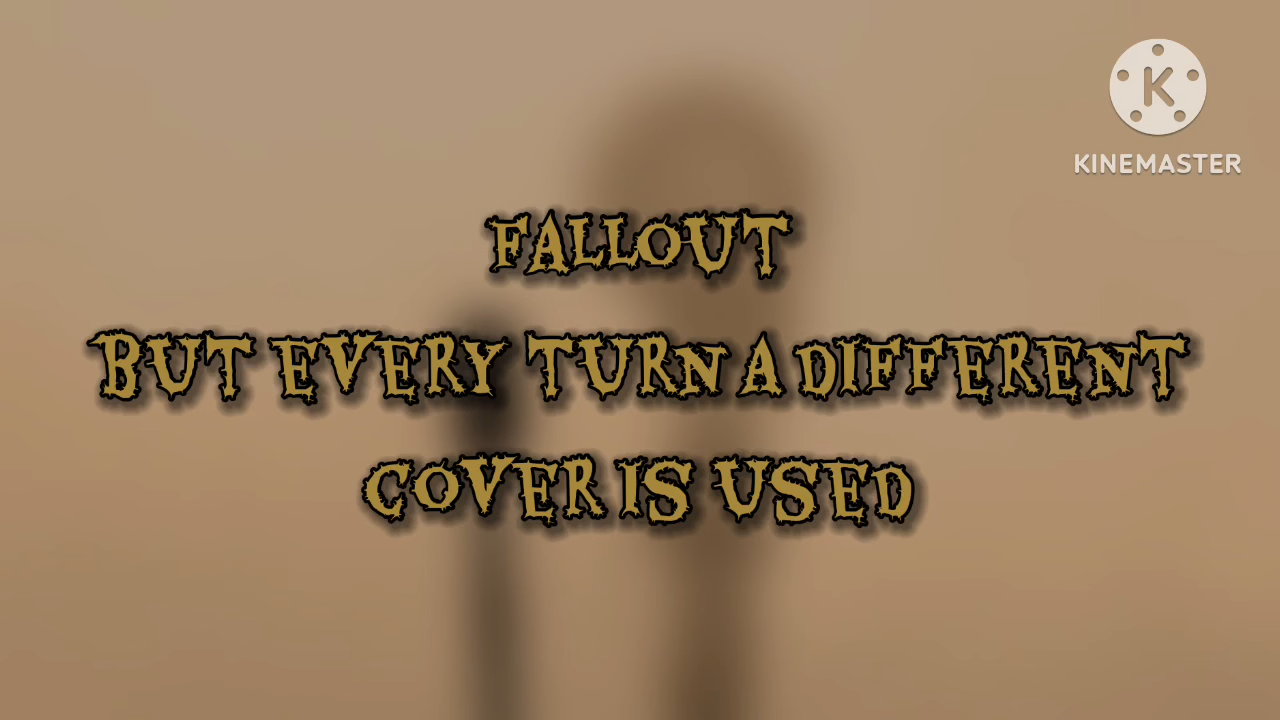 K
KINEMASTER
FALLOUT
BUT EVERY TURN A DIFFERENT
COVER IS USED